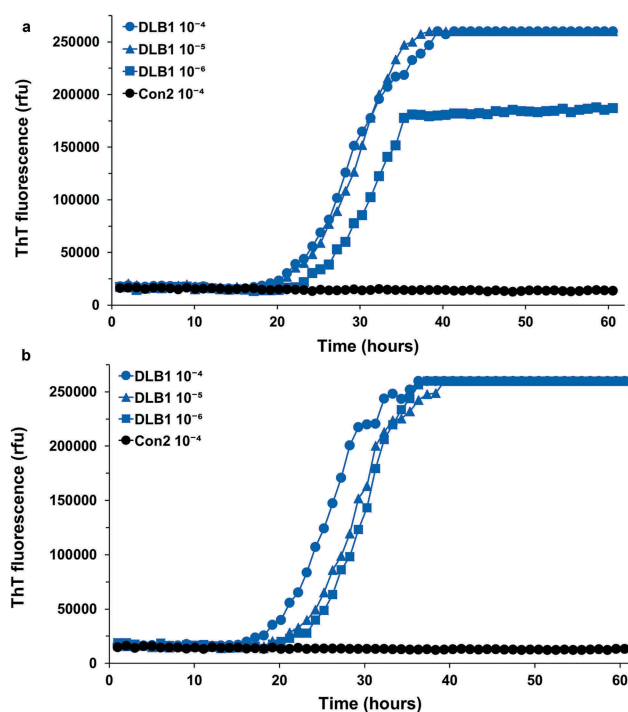 a
DLB1 10⁻⁴
DLB1 10⁻⁵
DLB1 10⁻⁶
Con2 10⁻⁴
250000
200000
150000
100000
50000
0
ThT fluorescence (rfu)
0 10 20 30 40 50 60
Time (hours)
b
DLB1 10⁻⁴
DLB1 10⁻⁵
DLB1 10⁻⁶
Con2 10⁻⁴
250000
200000
150000
100000
50000
0
ThT fluorescence (rfu)
0 10 20 30 40 50 60
Time (hours)